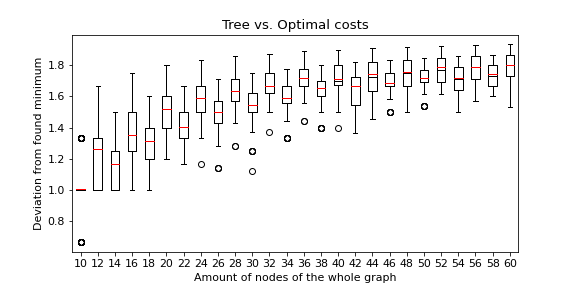 Tree vs. Optimal costs
Deviation from found minimum
1.8
1.6
1.4
1.2
1.0
0.8
10 12 14 16 18 20 22 24 26 28 30 32 34 36 38 40 42 44 46 48 50 52 54 56 58 60
Amount of nodes of the whole graph